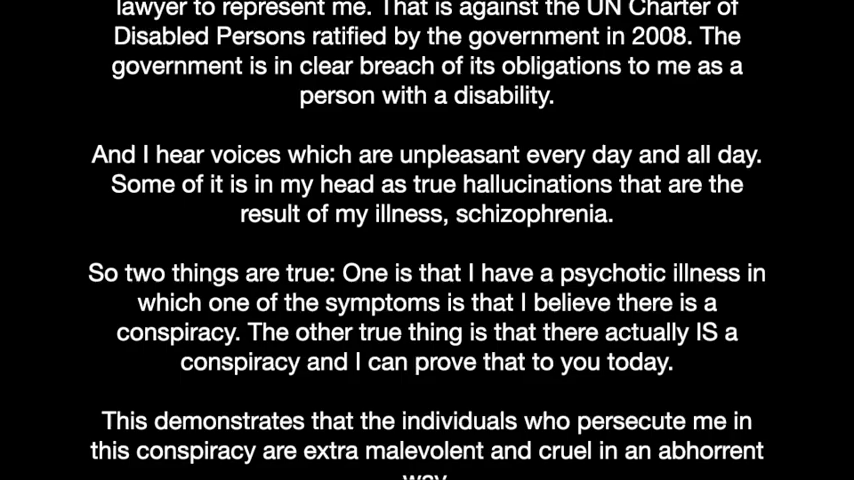 lawyer to represent me. That is against the UN Charter of
Disabled Persons ratified by the government in 2008. The
government is in clear breach of its obligations to me as a
person with a disability.
And I hear voices which are unpleasant every day and all day.
Some of it is in my head as true hallucinations that are the
result of my illness, schizophrenia.
So two things are true: One is that I have a psychotic illness in
which one of the symptoms is that I believe there is a
conspiracy. The other true thing is that there actually IS a
conspiracy and I can prove that to you today.
This demonstrates that the individuals who persecute me in
this conspiracy are extra malevolent and cruel in an abhorrent
way